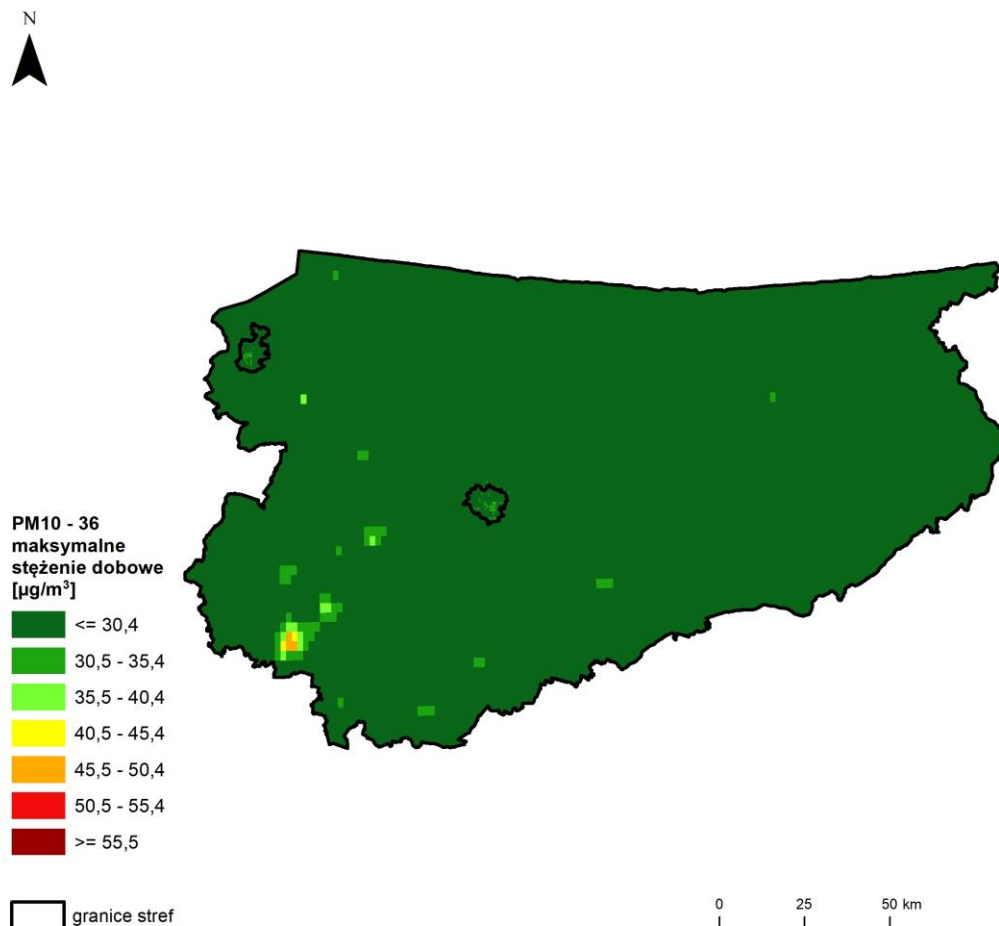 N
PM10 - 36
maksymalne
stężenie dobowe
[µg/m³]
<= 30,4
30,5 - 35,4
35,5 - 40,4
40,5 - 45,4
45,5 - 50,4
50,5 - 55,4
>= 55,5
granice stref
0 25 50 km